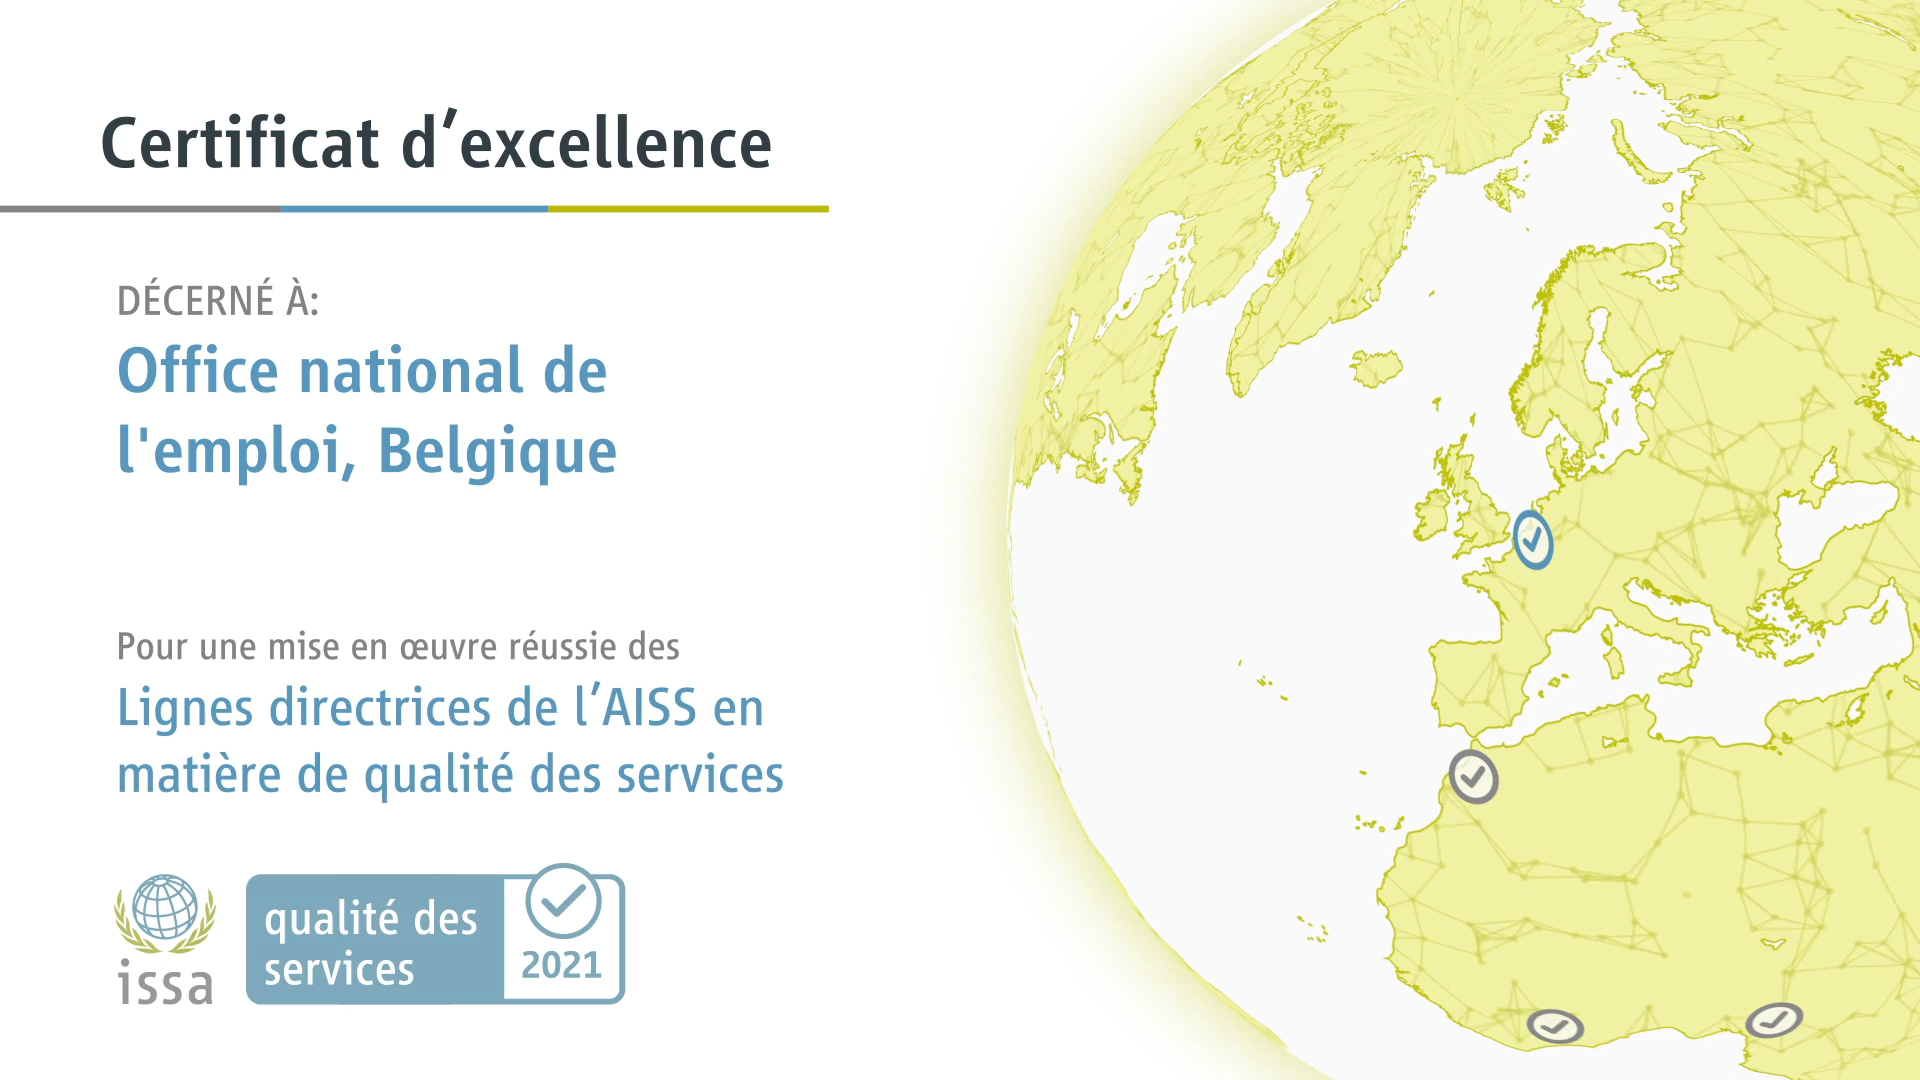 Certificat d’excellence
DÉCERNÉ À:
Office national de
l'emploi, Belgique
Pour une mise en œuvre réussie des
Lignes directrices de l’AISS en
matière de qualité des services
issa
qualité des
services
2021